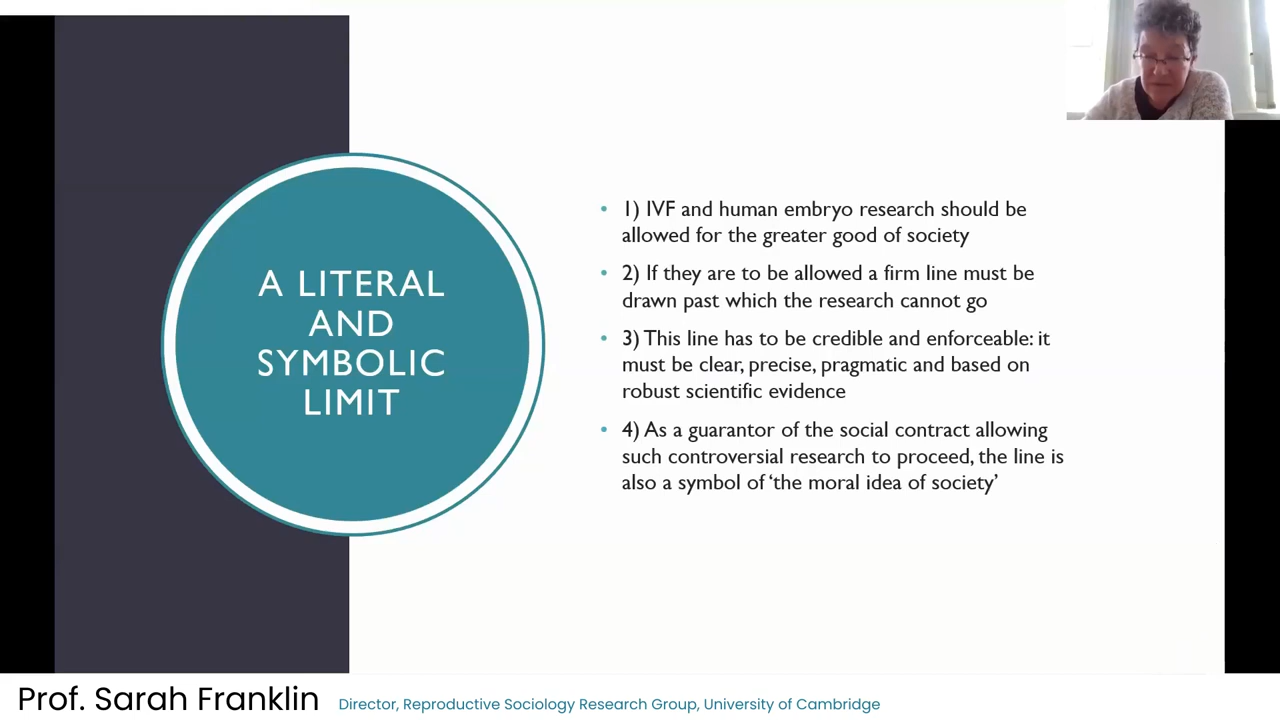 A LITERAL
AND
SYMBOLIC
LIMIT
• 1) IVF and human embryo research should be
allowed for the greater good of society
• 2) If they are to be allowed a firm line must be
drawn past which the research cannot go
• 3) This line has to be credible and enforceable: it
must be clear, precise, pragmatic and based on
robust scientific evidence
• 4) As a guarantor of the social contract allowing
such controversial research to proceed, the line is
also a symbol of ‘the moral idea of society’
Prof. Sarah Franklin
Director, Reproductive Sociology Research Group, University of Cambridge